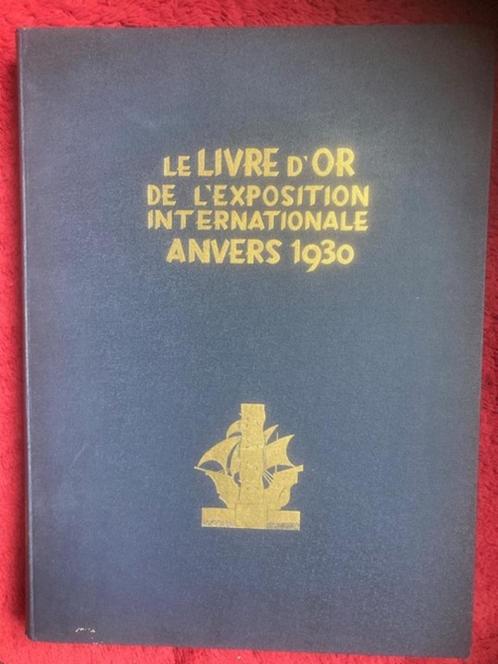 LE LIVRE D'OR
DE L'EXPOSITION
INTERNATIONALE
ANVERS 1930